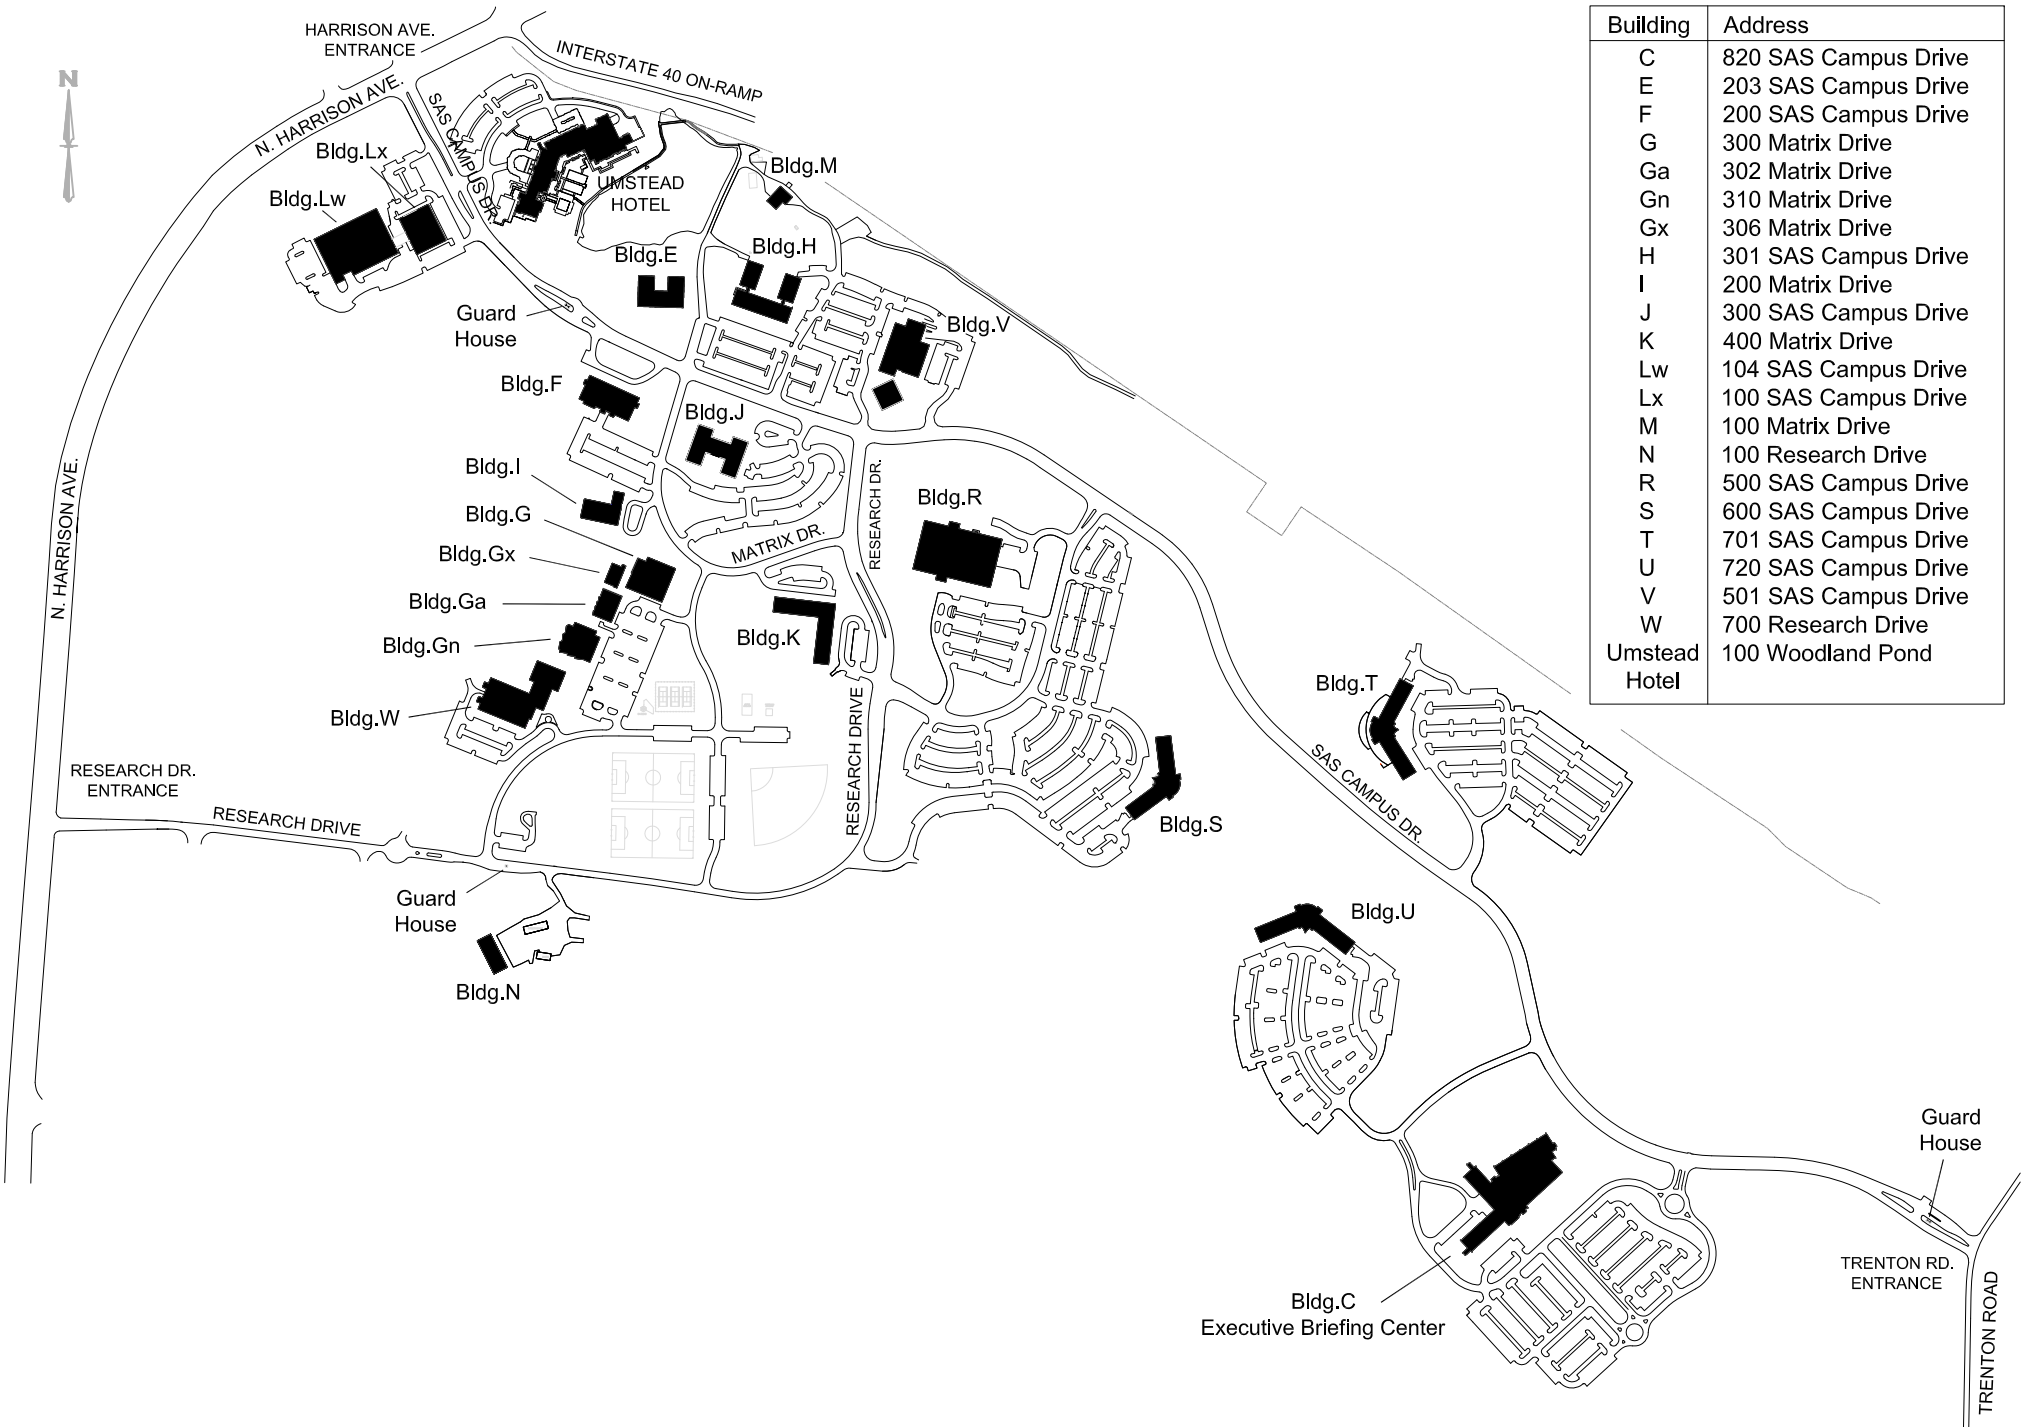 HARRISON AVE.
ENTRANCE
INTERSTATE 40 ON-RAMP
N
N. HARRISON AVE.
SAS CAMPUS DR.
Bldg.Lx
Bldg.Lw
UMSTEAD
HOTEL
Bldg.M
Bldg.E
Bldg.H
Guard
House
Bldg.V
Bldg.F
Bldg.J
Bldg.I
Bldg.G
Bldg.Gx
Bldg.Ga
Bldg.Gn
Bldg.W
MATRIX DR.
RESEARCH DR.
Bldg.R
Bldg.K
N. HARRISON AVE.
RESEARCH DRIVE
RESEARCH DR.
ENTRANCE
RESEARCH DRIVE
Guard
House
Bldg.N
Bldg.S
Bldg.T
SAS CAMPUS DR.
Bldg.U
Bldg.C
Executive Briefing Center
Guard
House
TRENTON RD.
ENTRANCE
TRENTON ROAD
Building Address
C 820 SAS Campus Drive
E 203 SAS Campus Drive
F 200 SAS Campus Drive
G 300 Matrix Drive
Ga 302 Matrix Drive
Gn 310 Matrix Drive
Gx 306 Matrix Drive
H 301 SAS Campus Drive
I 200 Matrix Drive
J 300 SAS Campus Drive
K 400 Matrix Drive
Lw 104 SAS Campus Drive
Lx 100 SAS Campus Drive
M 100 Matrix Drive
N 100 Research Drive
R 500 SAS Campus Drive
S 600 SAS Campus Drive
T 701 SAS Campus Drive
U 720 SAS Campus Drive
V 501 SAS Campus Drive
W 700 Research Drive
Umstead 100 Woodland Pond
Hotel